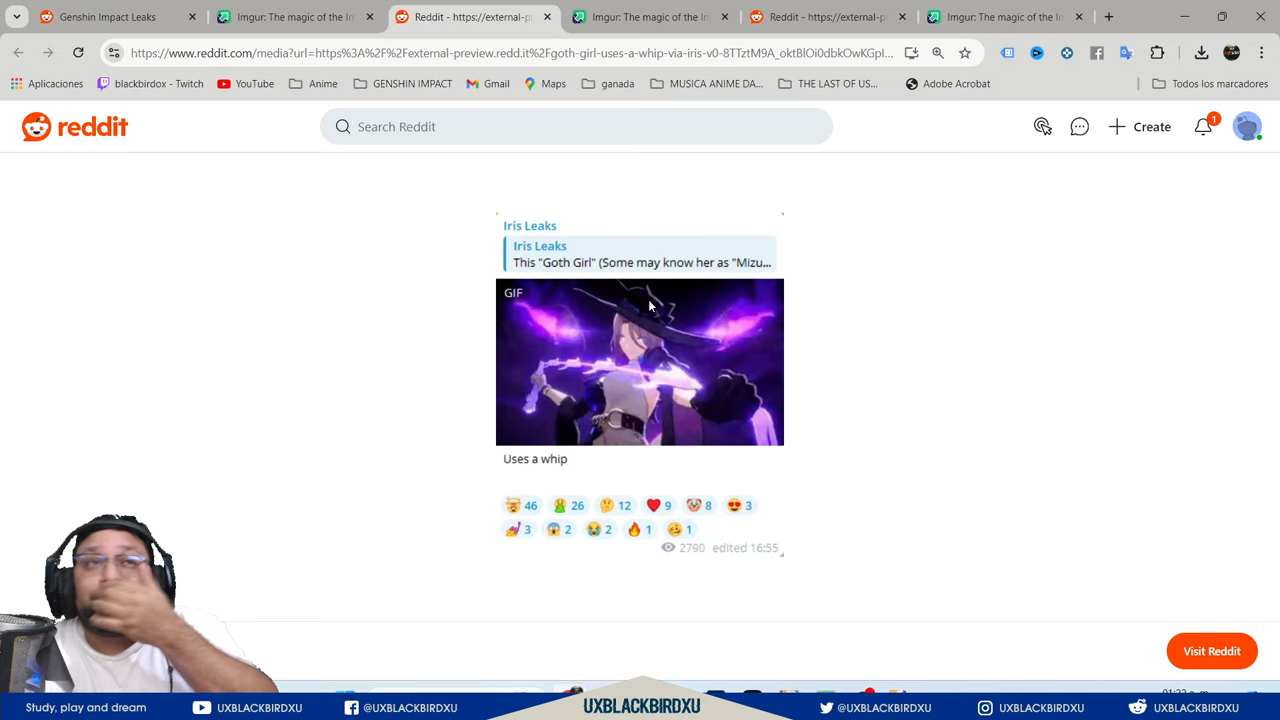 Genshin Impact Leaks
Imgur: The magic of the In
Reddit - https://external-p
Imgur: The magic of the In
Reddit - https://external-p
Imgur: The magic of the In
https://www.reddit.com/media?url=https%3A%2F%2Fexternal-preview.redd.it%2Fgoth-girl-uses-a-whip-via-iris-v0-8TTztM9A_oktBlOi0dbkOwKGpI...
Aplicaciones
blackbirdox - Twitch
YouTube
Anime
GENSHIN IMPACT
Gmail
Maps
ganada
MUSICA ANIME DA...
THE LAST OF US...
Adobe Acrobat
Todos los marcadores
reddit
Search Reddit
Create
1
Iris Leaks
Iris Leaks
This "Goth Girl" (Some may know her as "Mizu...
GIF
Uses a whip
46 26 12 9 8 3
3 2 2 1 1
2790 edited 16:55
Visit Reddit
Study, play and dream
UXBLACKBIRDXU
@UXBLACKBIRDXU
UXBLACKBIRDXU
@UXBLACKBIRDXU
UXBLACKBIRDXU
UXBLACKBIRDXU